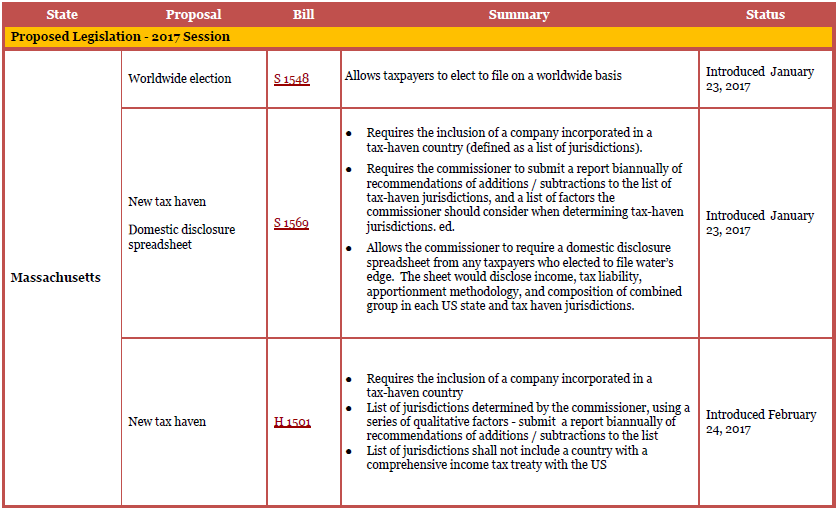 State Proposal Bill Summary Status
Proposed Legislation - 2017 Session
Massachusetts
Worldwide election
S 1548
Allows taxpayers to elect to file on a worldwide basis
Introduced January
23, 2017
New tax haven
Domestic disclosure
spreadsheet
S 1569
● Requires the inclusion of a company incorporated in a
tax-haven country (defined as a list of jurisdictions).
● Requires the commissioner to submit a report biannually of
recommendations of additions / subtractions to the list of
tax-haven jurisdictions, and a list of factors the
commissioner should consider when determining tax-haven
jurisdictions. ed.
● Allows the commissioner to require a domestic disclosure
spreadsheet from any taxpayers who elected to file water's
edge. The sheet would disclose income, tax liability,
apportionment methodology, and composition of combined
group in each US state and tax haven jurisdictions.
Introduced January
23, 2017
New tax haven
H 1501
● Requires the inclusion of a company incorporated in a
tax-haven country
● List of jurisdictions determined by the commissioner, using a
series of qualitative factors - submit a report biannually of
recommendations of additions / subtractions to the list
● List of jurisdictions shall not include a country with a
comprehensive income tax treaty with the US
Introduced February
24, 2017